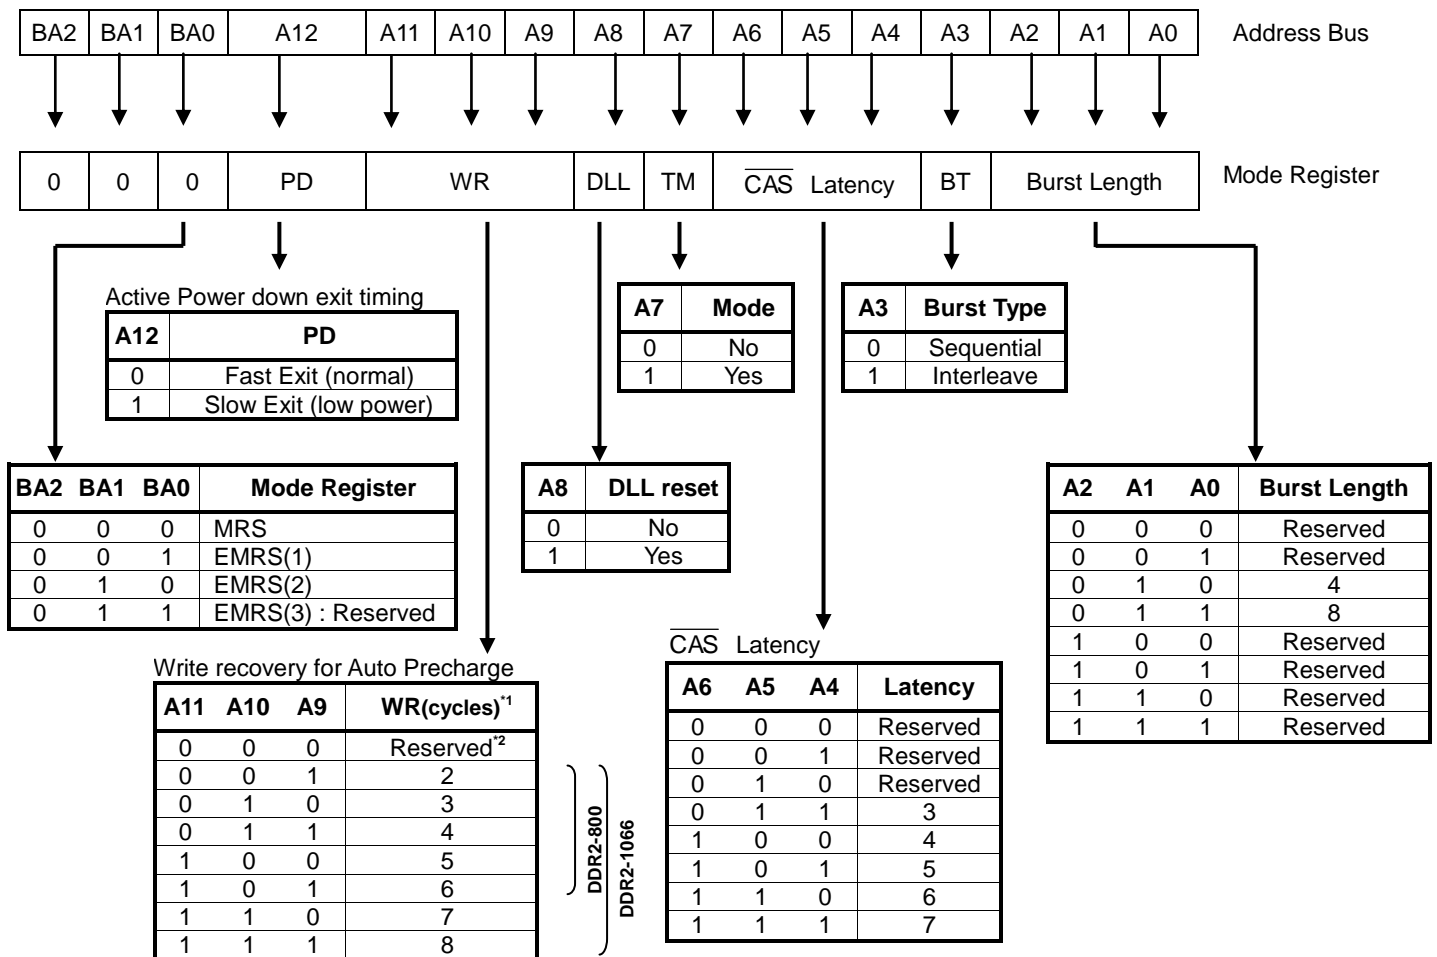 BA2 BA1 BA0 A12 A11 A10 A9 A8 A7 A6 A5 A4 A3 A2 A1 A0 Address Bus
0 0 0 PD WR DLL TM CAS Latency BT Burst Length Mode Register
Active Power down exit timing
A12 PD
0 Fast Exit (normal)
1 Slow Exit (low power)
A7 Mode
0 No
1 Yes
A3 Burst Type
0 Sequential
1 Interleave
BA2 BA1 BA0 Mode Register
0 0 0 MRS
0 0 1 EMRS(1)
0 1 0 EMRS(2)
0 1 1 EMRS(3) : Reserved
A8 DLL reset
0 No
1 Yes
A2 A1 A0 Burst Length
0 0 0 Reserved
0 0 1 Reserved
0 1 0 4
0 1 1 8
1 0 0 Reserved
1 0 1 Reserved
1 1 0 Reserved
1 1 1 Reserved
Write recovery for Auto Precharge
A11 A10 A9 WR(cycles)*1
0 0 0 Reserved*2
0 0 1 2
0 1 0 3
0 1 1 4
1 0 0 5
1 0 1 6
1 1 0 7
1 1 1 8
DDR2-800
DDR2-1066
CAS Latency
A6 A5 A4 Latency
0 0 0 Reserved
0 0 1 Reserved
0 1 0 Reserved
0 1 1 3
1 0 0 4
1 0 1 5
1 1 0 6
1 1 1 7